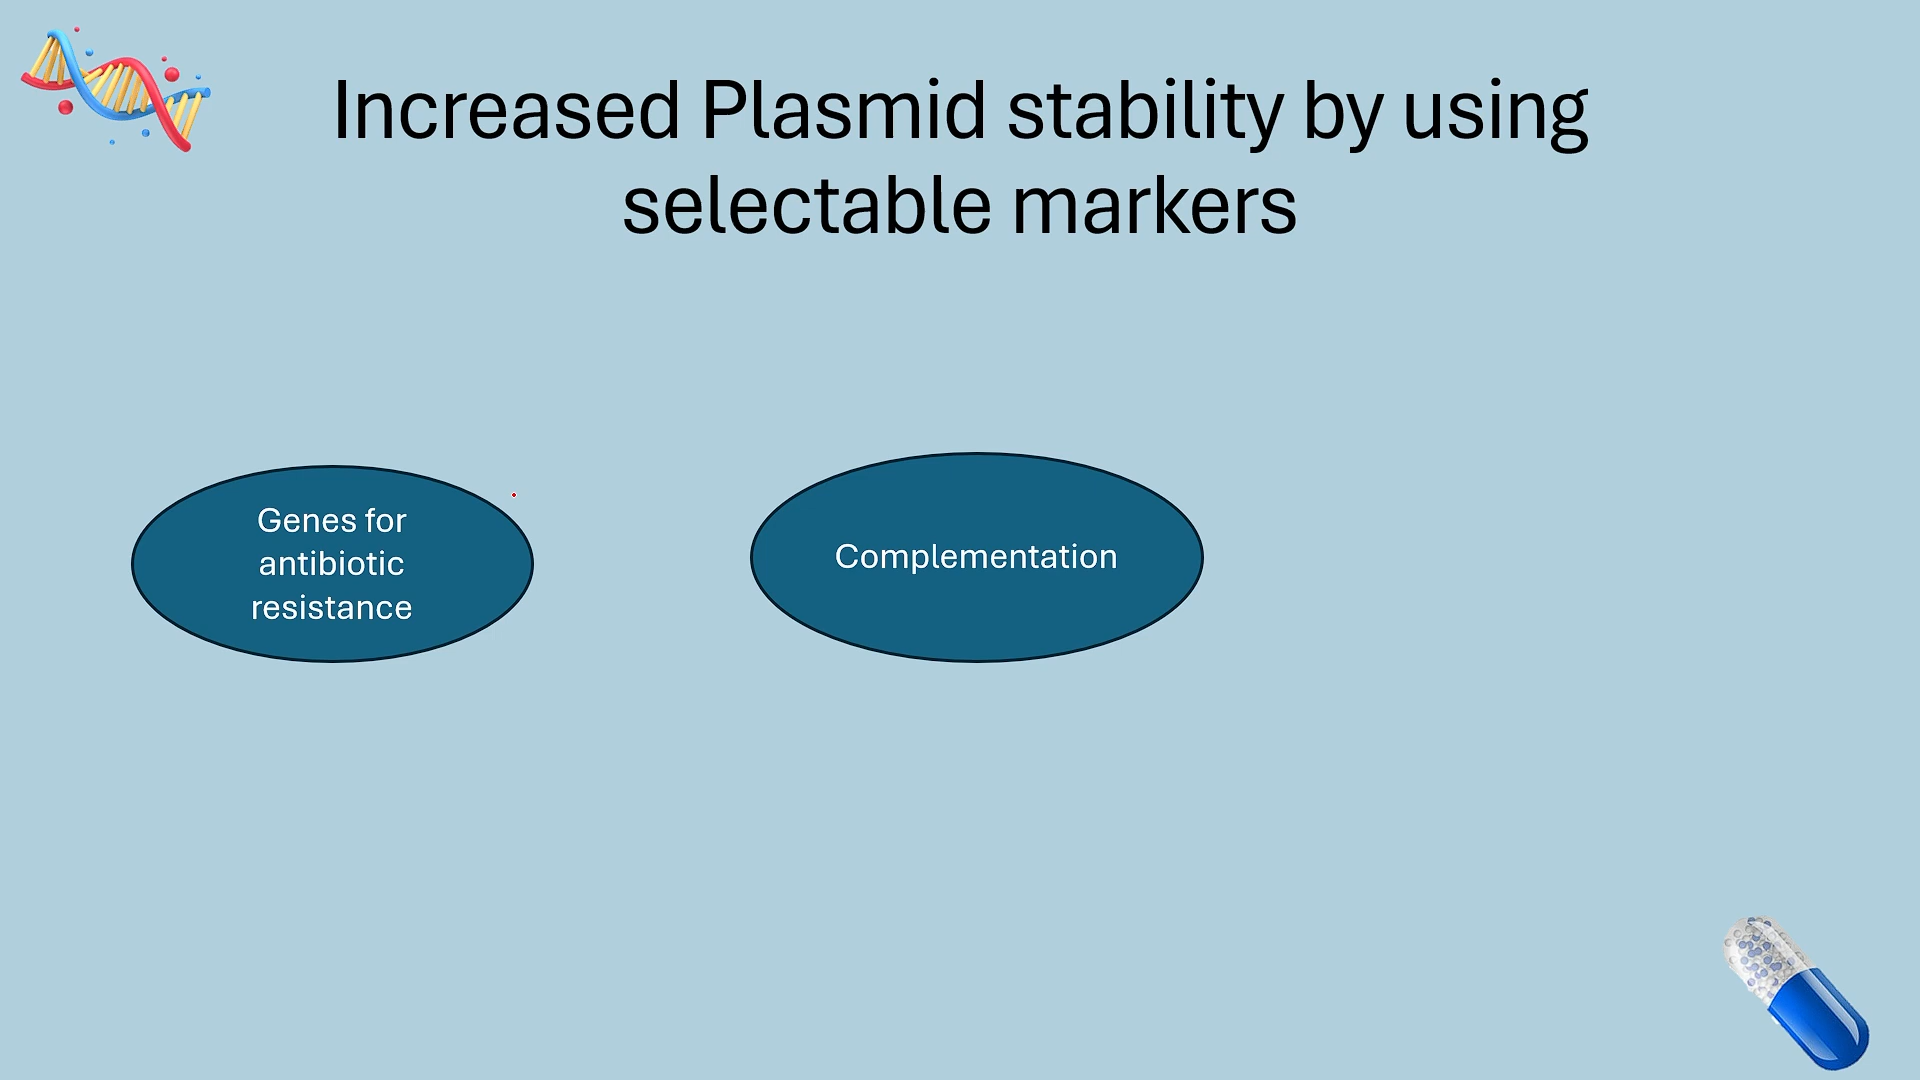 Increased Plasmid stability by using
selectable markers
Genes for
antibiotic
resistance
Complementation